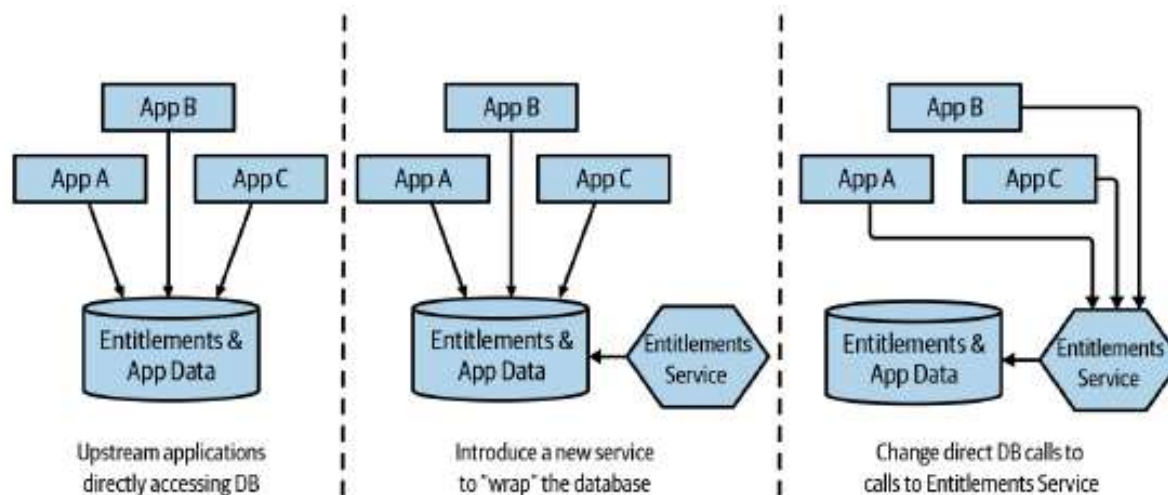 App B
App A
App C
Entitlements &
App Data
Upstream applications
directly accessing DB
App B
App A
App C
Entitlements &
App Data
Entitlements
Service
Introduce a new service
to "wrap" the database
App B
App A
App C
Entitlements &
App Data
Entitlements
Service
Change direct DB calls to
calls to Entitlements Service